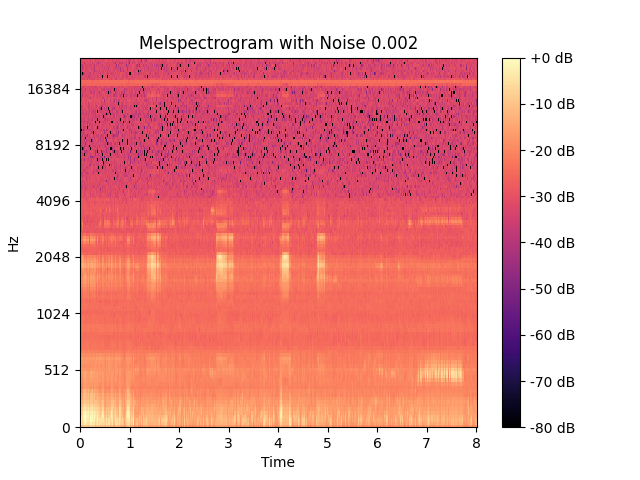 Melspectrogram with Noise 0.002
Hz
16384
8192
4096
2048
1024
512
0
0 1 2 3 4 5 6 7 8
Time
+0 dB
-10 dB
-20 dB
-30 dB
-40 dB
-50 dB
-60 dB
-70 dB
-80 dB